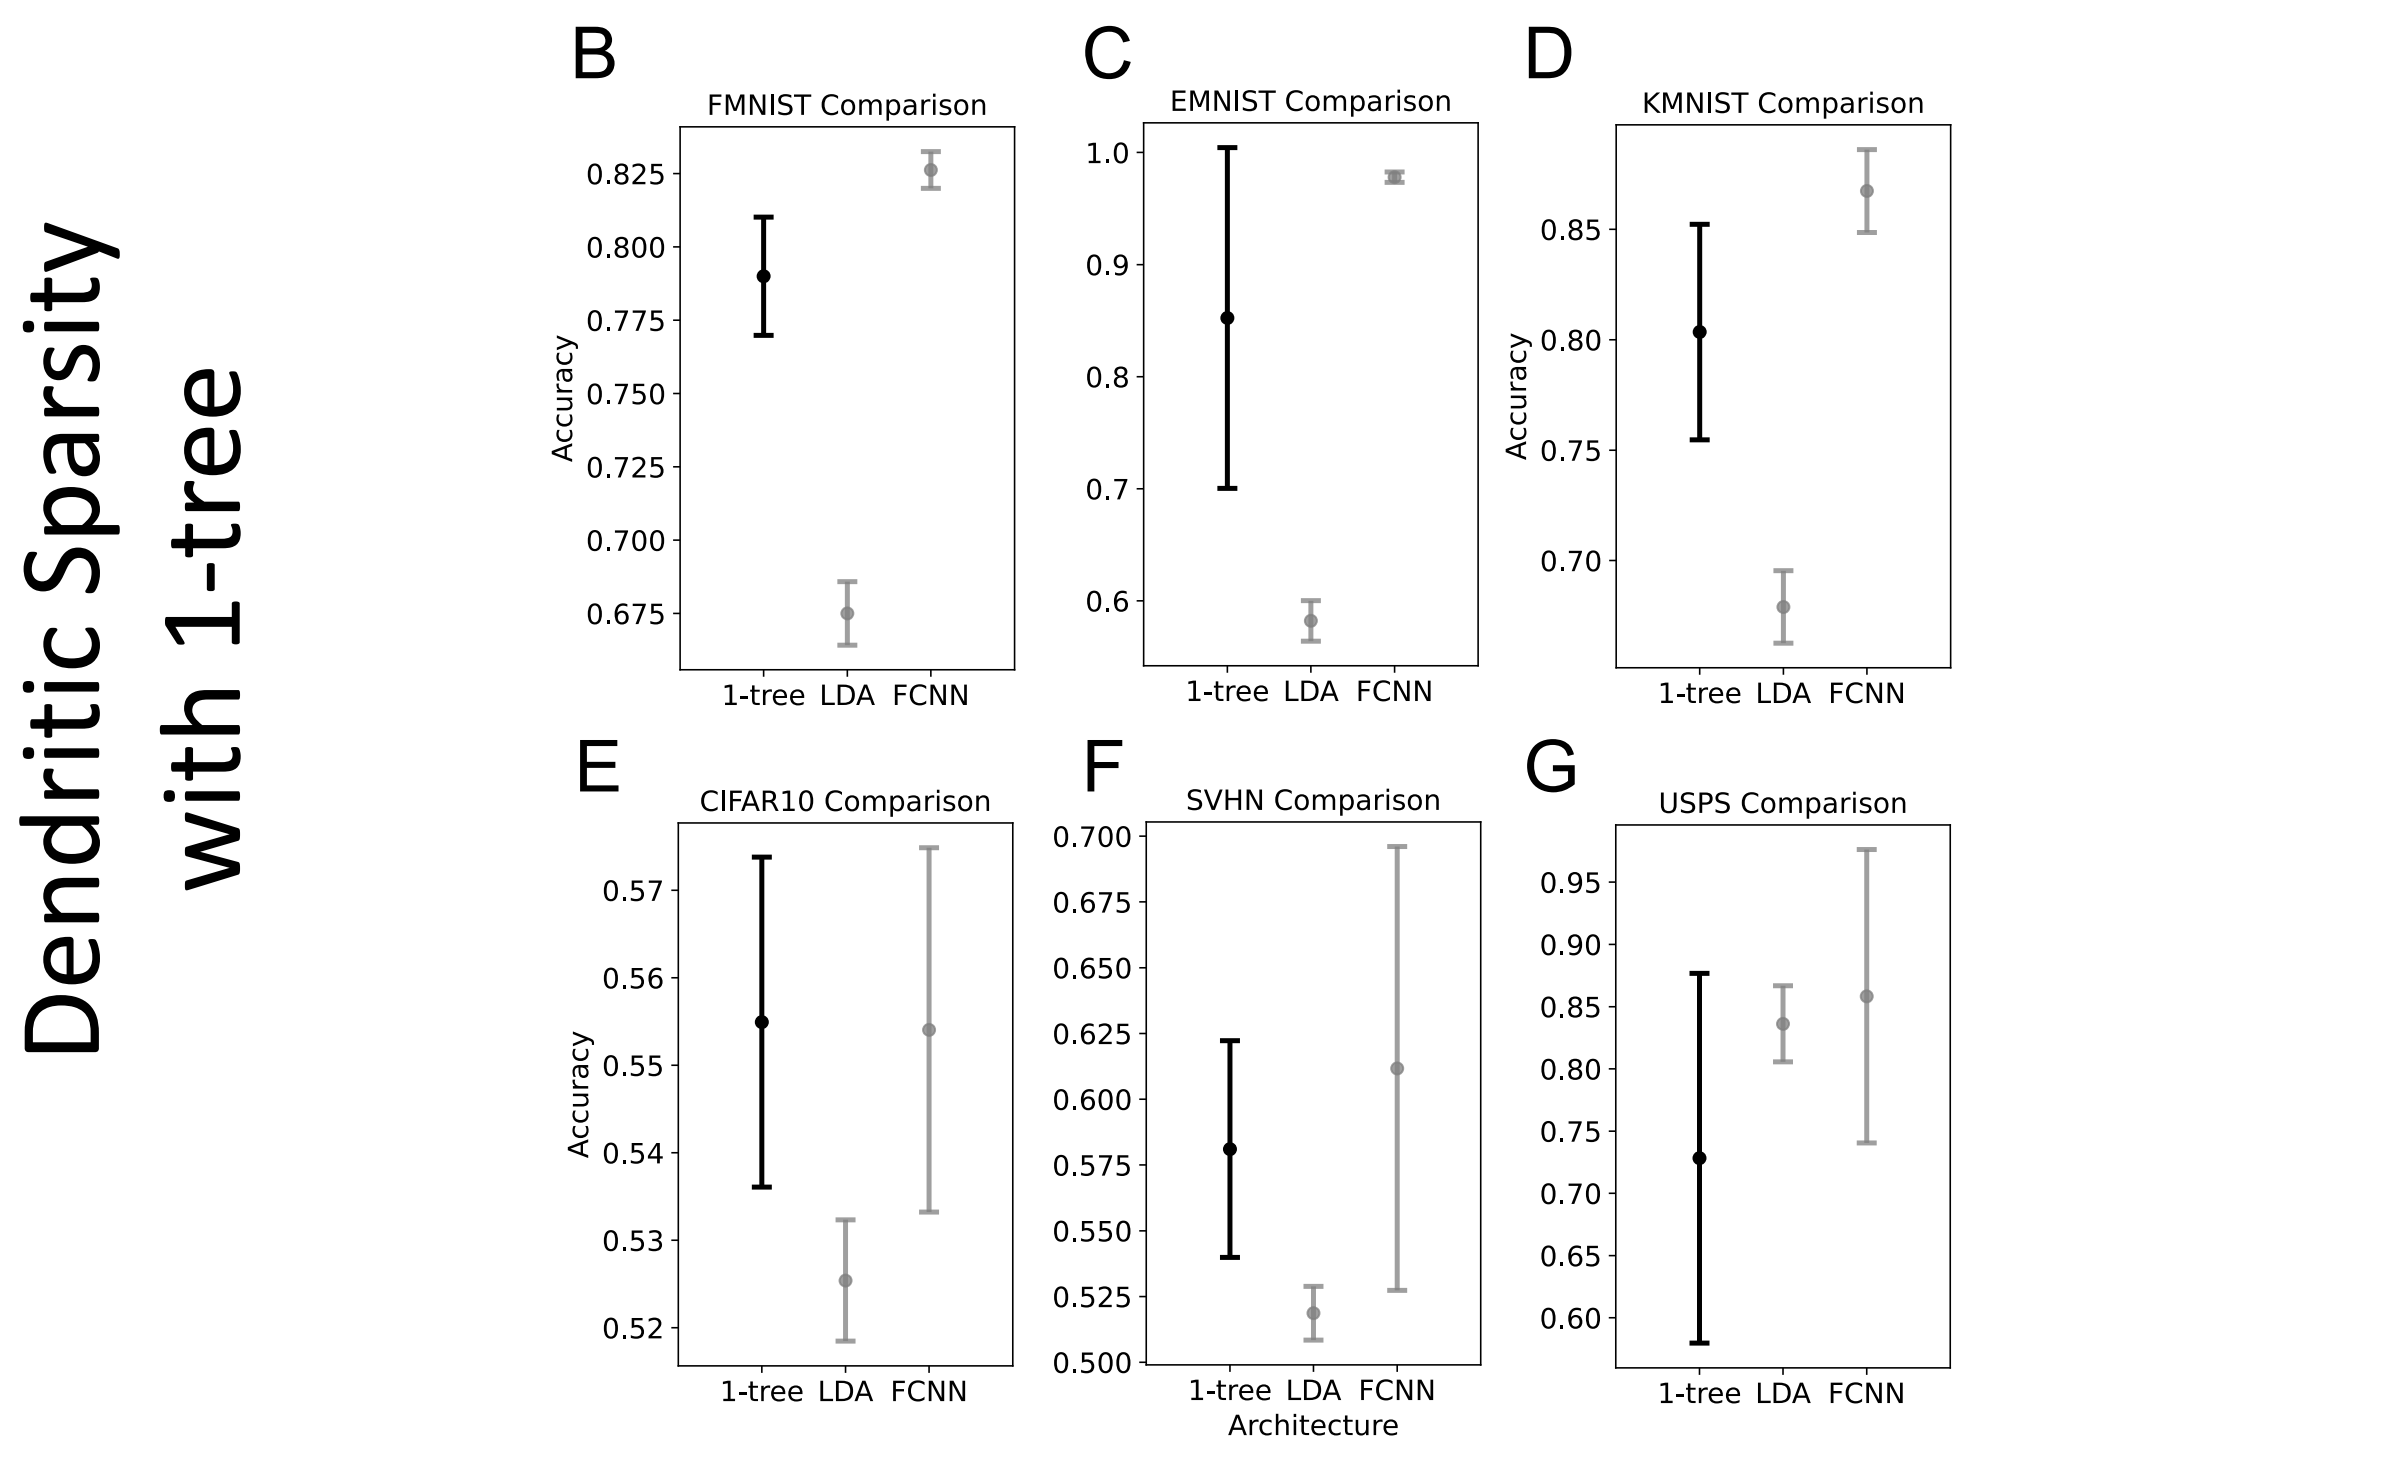 Dendritic Sparsity
with 1-tree
B
FMNIST Comparison
Accuracy
0.825
0.800
0.775
0.750
0.725
0.700
0.675
1-tree LDA FCNN
C
EMNIST Comparison
1.0
0.9
0.8
0.7
0.6
1-tree LDA FCNN
D
KMNIST Comparison
Accuracy
0.85
0.80
0.75
0.70
1-tree LDA FCNN
E
CIFAR10 Comparison
Accuracy
0.57
0.56
0.55
0.54
0.53
0.52
1-tree LDA FCNN
F
SVHN Comparison
0.700
0.675
0.650
0.625
0.600
0.575
0.550
0.525
0.500
1-tree LDA FCNN
Architecture
G
USPS Comparison
0.95
0.90
0.85
0.80
0.75
0.70
0.65
0.60
1-tree LDA FCNN